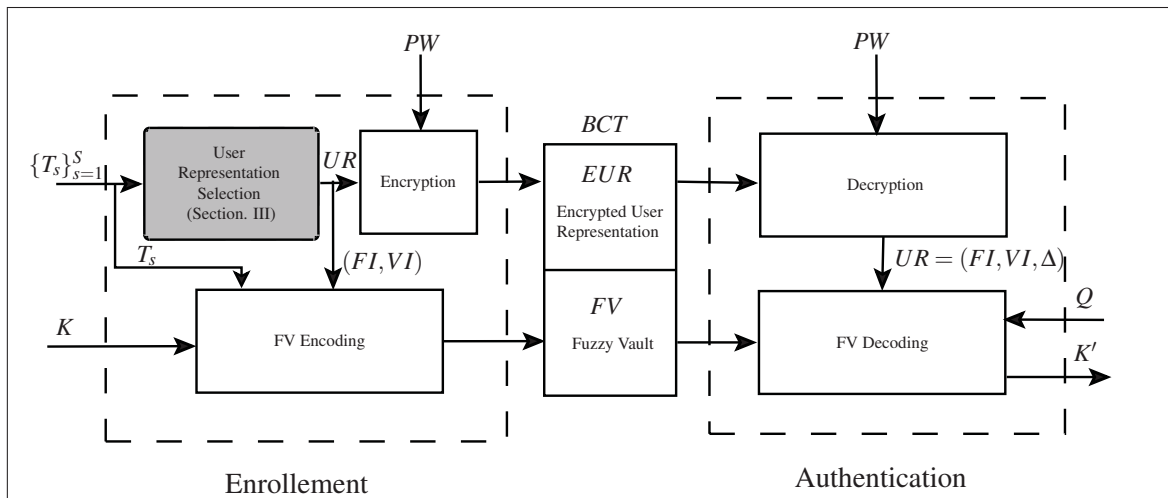 PW
PW
BCT
{T_s}_{s=1}^S
User
Representation
Selection
(Section. III)
UR
Encryption
EUR
Encrypted User
Representation
Decryption
T_s
(FI,VI)
UR = (FI,VI,Δ)
K
FV Encoding
FV
Fuzzy Vault
FV Decoding
Q
K′
Enrollement
Authentication